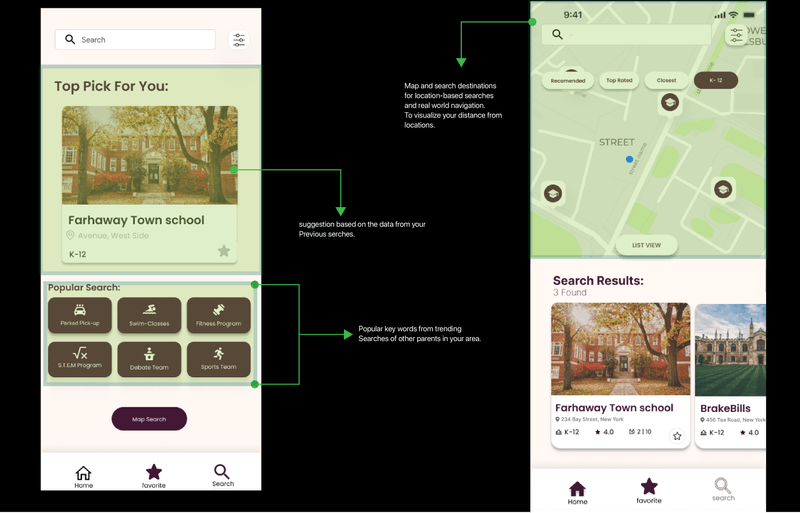 Search
Top Pick For You:
Farhaway Town school
Avenue, West Side
K-12
Popular Search:
Period Pick-up
Swim-Classes
Fitness Program
S.T.E.M Program
Debate Team
Sports Team
Map Search
Home
favorite
Search
suggestion based on the data from your
Previous serches.
Popular key words from trending
Searches of other parents in your area.
Map and search destinations
for location-based searches
and real world navigation.
To visualize your distance from
locations.
9:41
Recomended
Top Rated
Closest
K- 12
STREET
street name
LIST VIEW
Search Results:
3 Found
Farhaway Town school
234 Bay Street, New York
K-12
4.0
2 | 10
BrakeBills
456 Tea Road, New York
K-12
4.0
Home
favorite
search